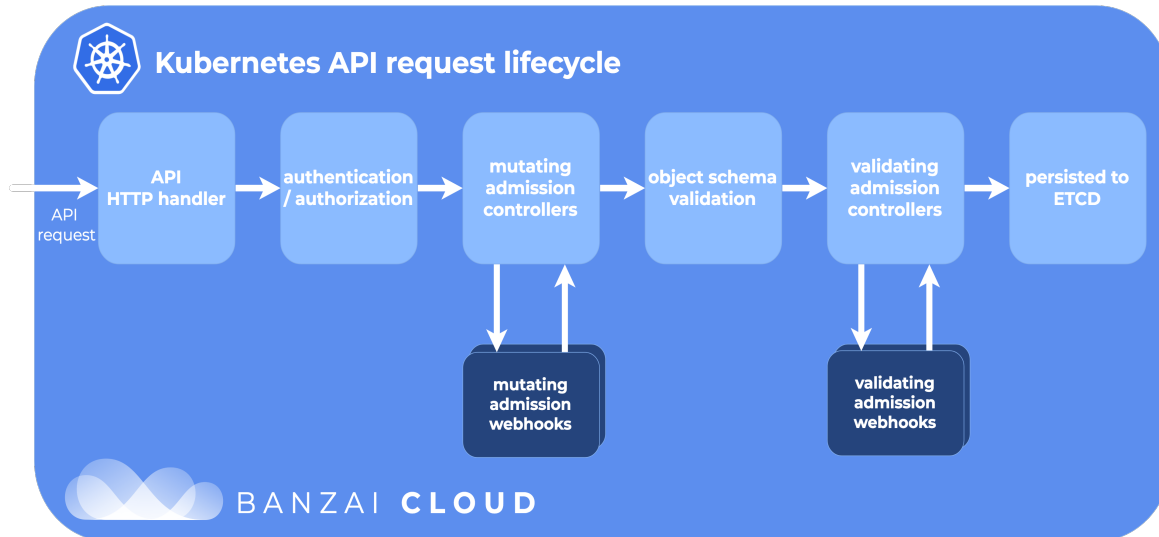 Kubernetes API request lifecycle
API
HTTP handler
authentication
/ authorization
mutating
admission
controllers
object schema
validation
validating
admission
controllers
persisted to
ETCD
API
request
mutating
admission
webhooks
validating
admission
webhooks
BANZAI CLOUD